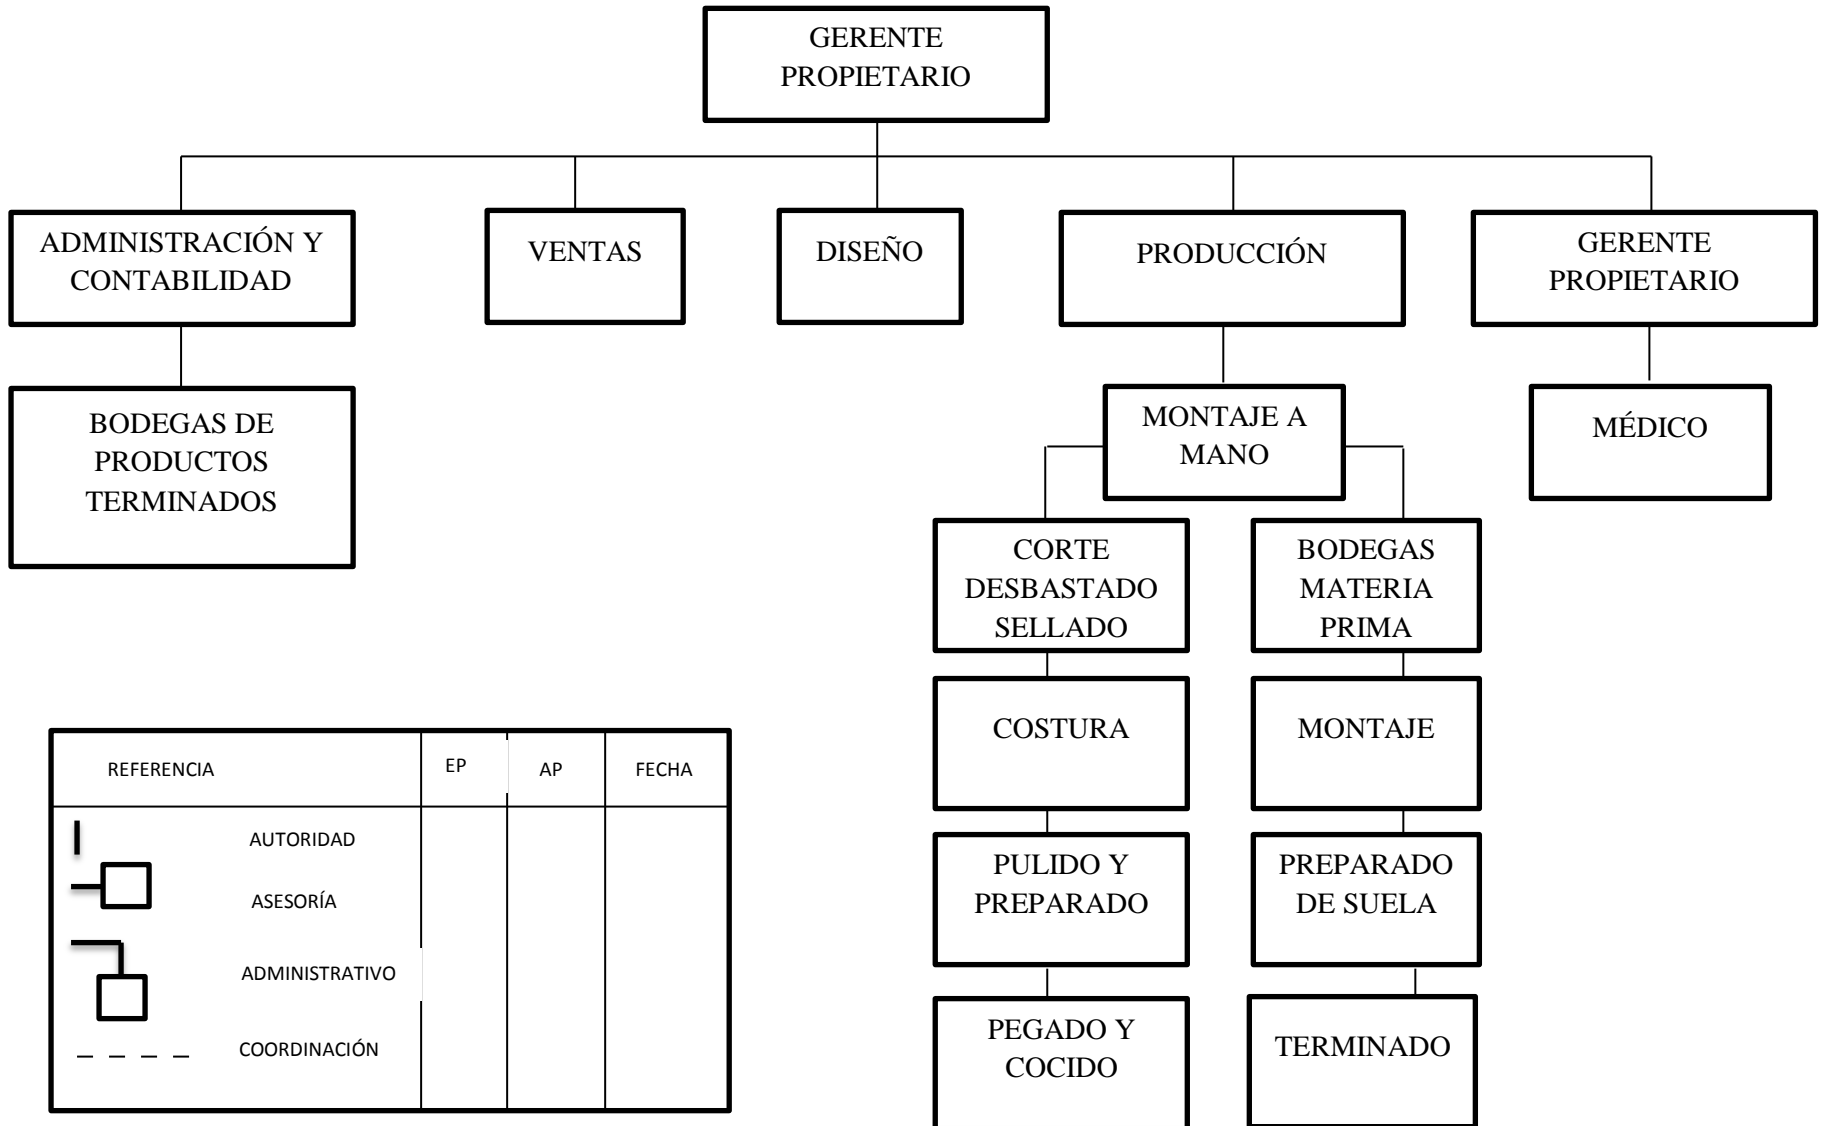 GERENTE
PROPIETARIO
ADMINISTRACIÓN Y
CONTABILIDAD
VENTAS
DISEÑO
PRODUCCIÓN
GERENTE
PROPIETARIO
BODEGAS DE
PRODUCTOS
TERMINADOS
MONTAJE A
MANO
MÉDICO
CORTE
DESBASTADO
SELLADO
BODEGAS
MATERIA
PRIMA
COSTURA
MONTAJE
PULIDO Y
PREPARADO
PREPARADO
DE SUELA
PEGADO Y
COCIDO
TERMINADO
REFERENCIA
EP
AP
FECHA
AUTORIDAD
ASESORÍA
ADMINISTRATIVO
COORDINACIÓN